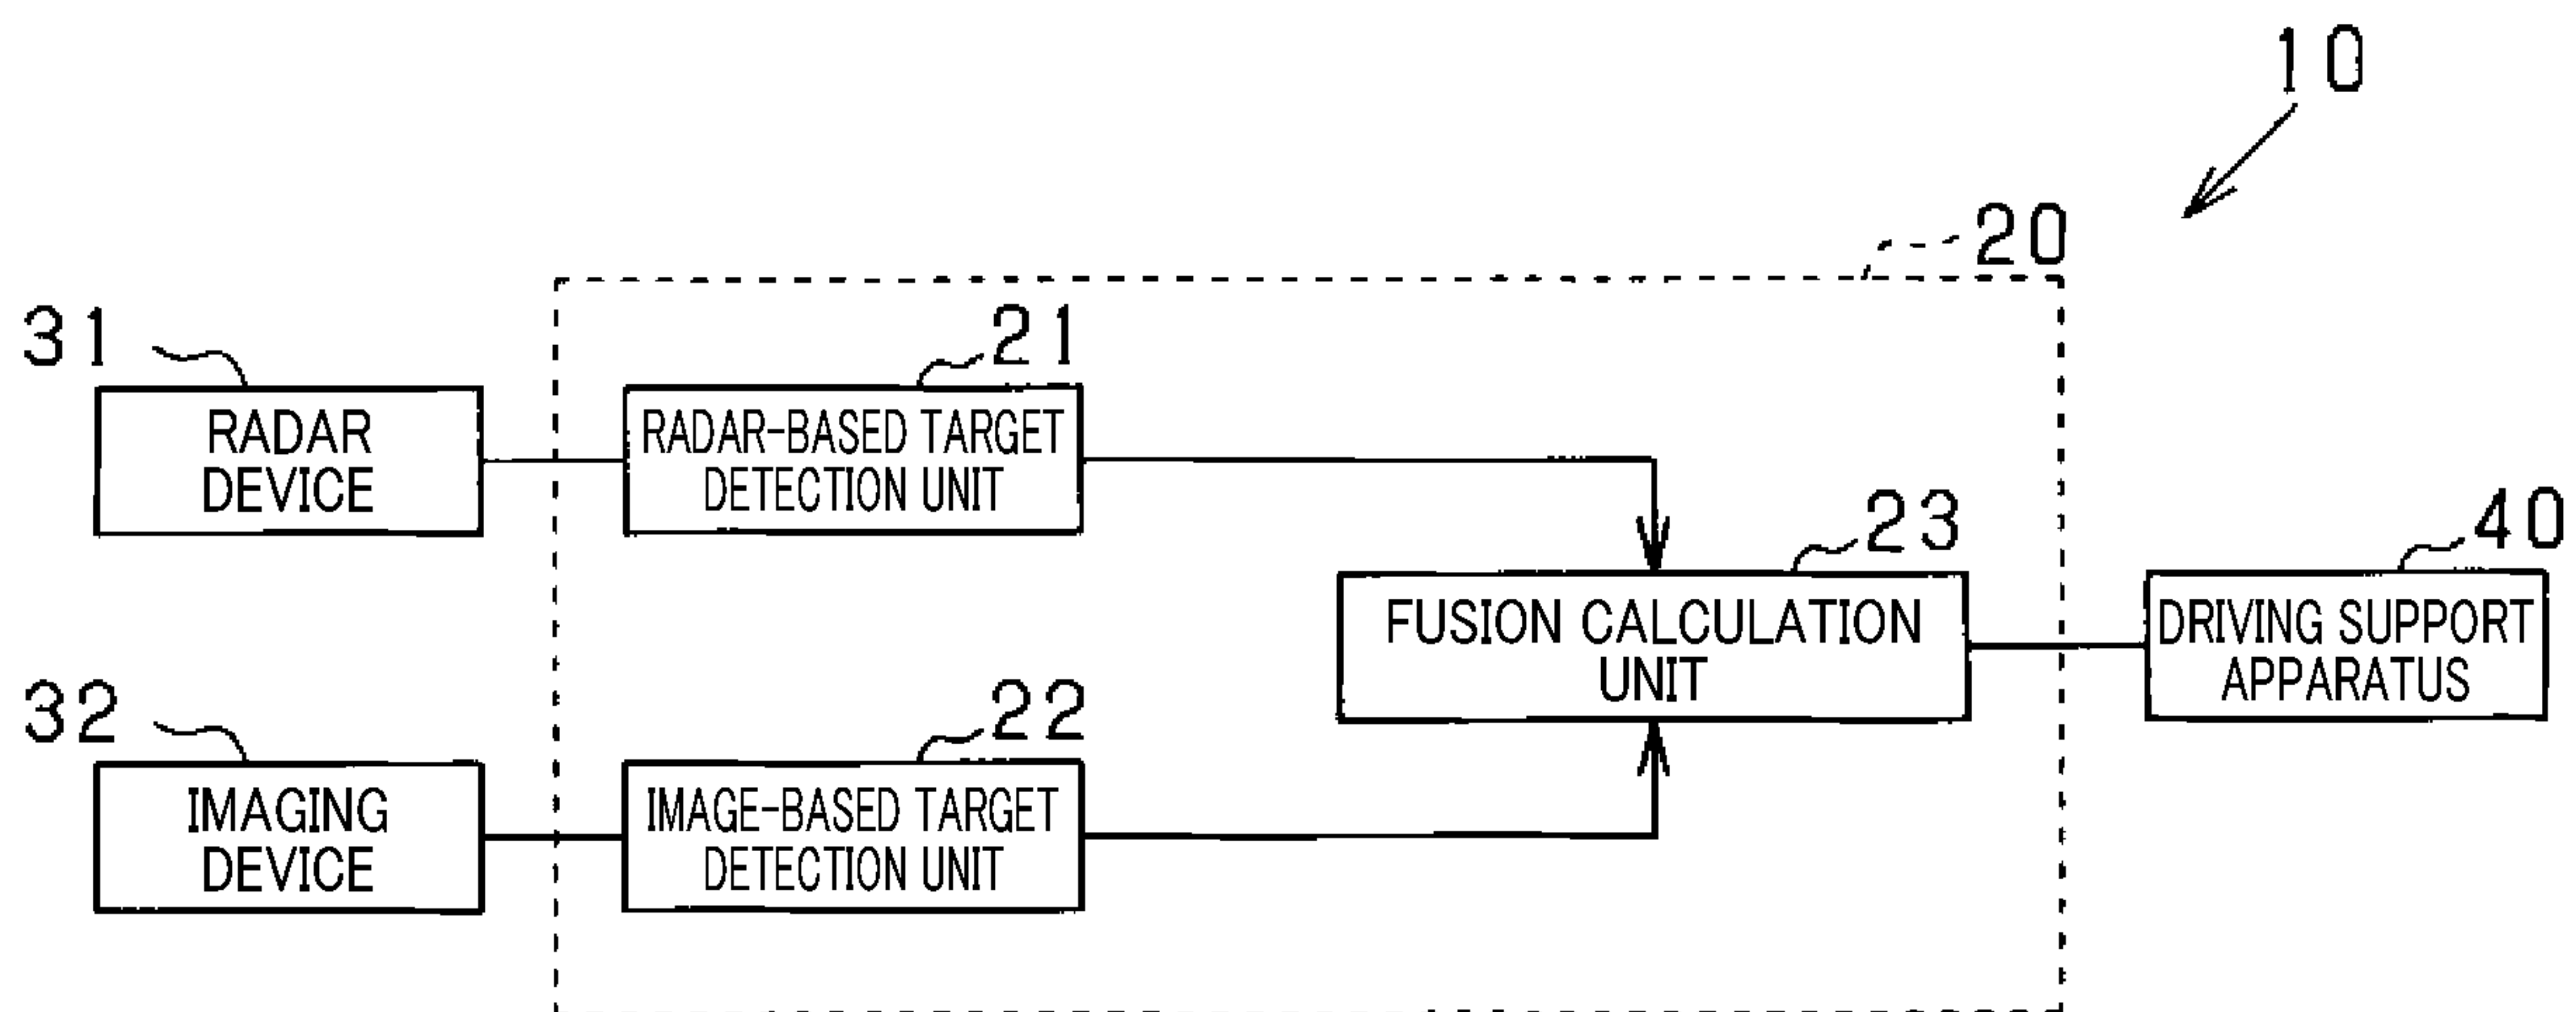 10
20
31
21
RADAR
DEVICE
RADAR-BASED TARGET
DETECTION UNIT
23
40
FUSION CALCULATION
UNIT
DRIVING SUPPORT
APPARATUS
32
22
IMAGING
DEVICE
IMAGE-BASED TARGET
DETECTION UNIT